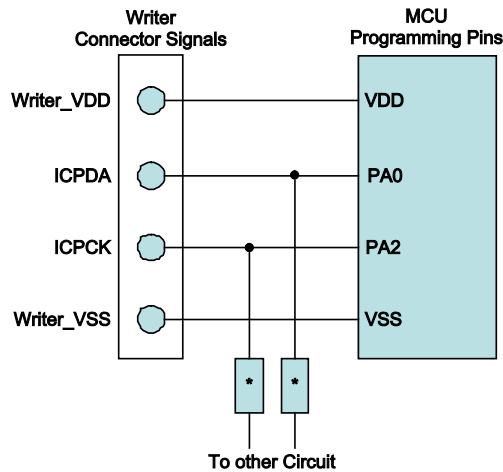 Writer
Connector Signals
MCU
Programming Pins
Writer_VDD
VDD
ICPDA
PA0
ICPCK
PA2
Writer_VSS
VSS
*
*
To other Circuit